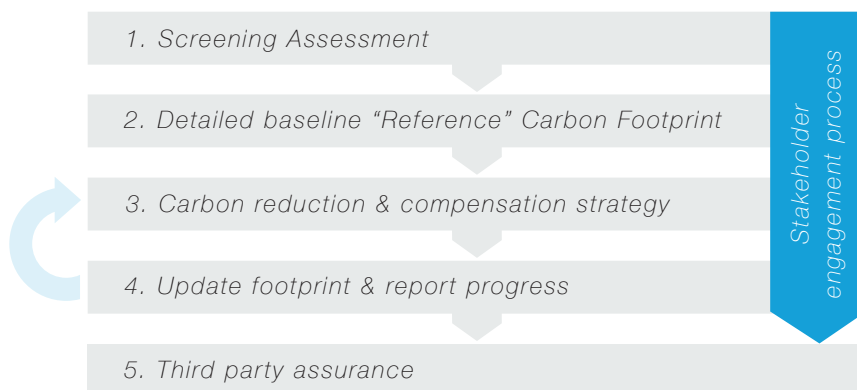 1. Screening Assessment
2. Detailed baseline “Reference” Carbon Footprint
3. Carbon reduction & compensation strategy
4. Update footprint & report progress
5. Third party assurance
Stakeholder
engagement process